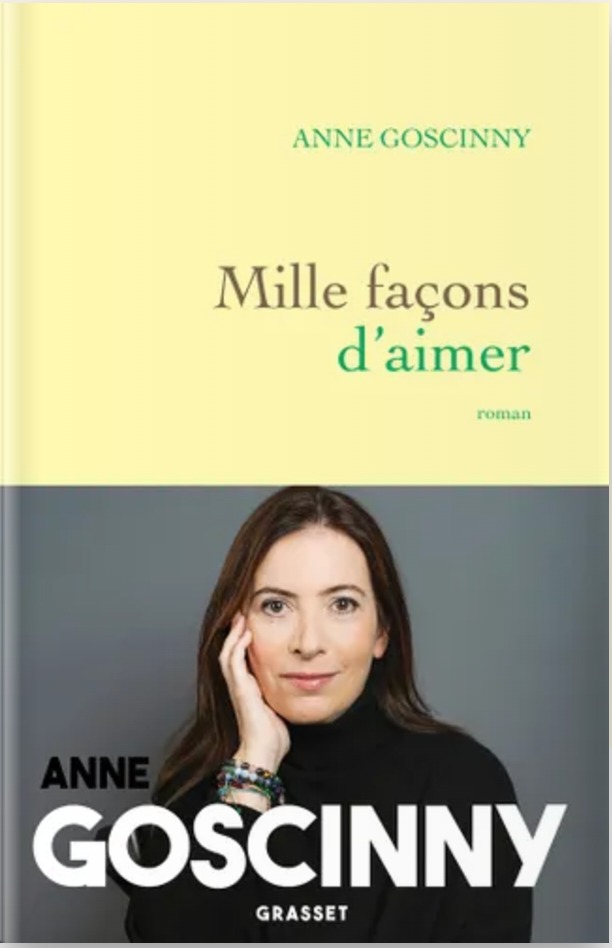 ANNE GOSCINNY
Mille façons
d'aimer
roman
ANNE
GOSCINNY
GRASSET